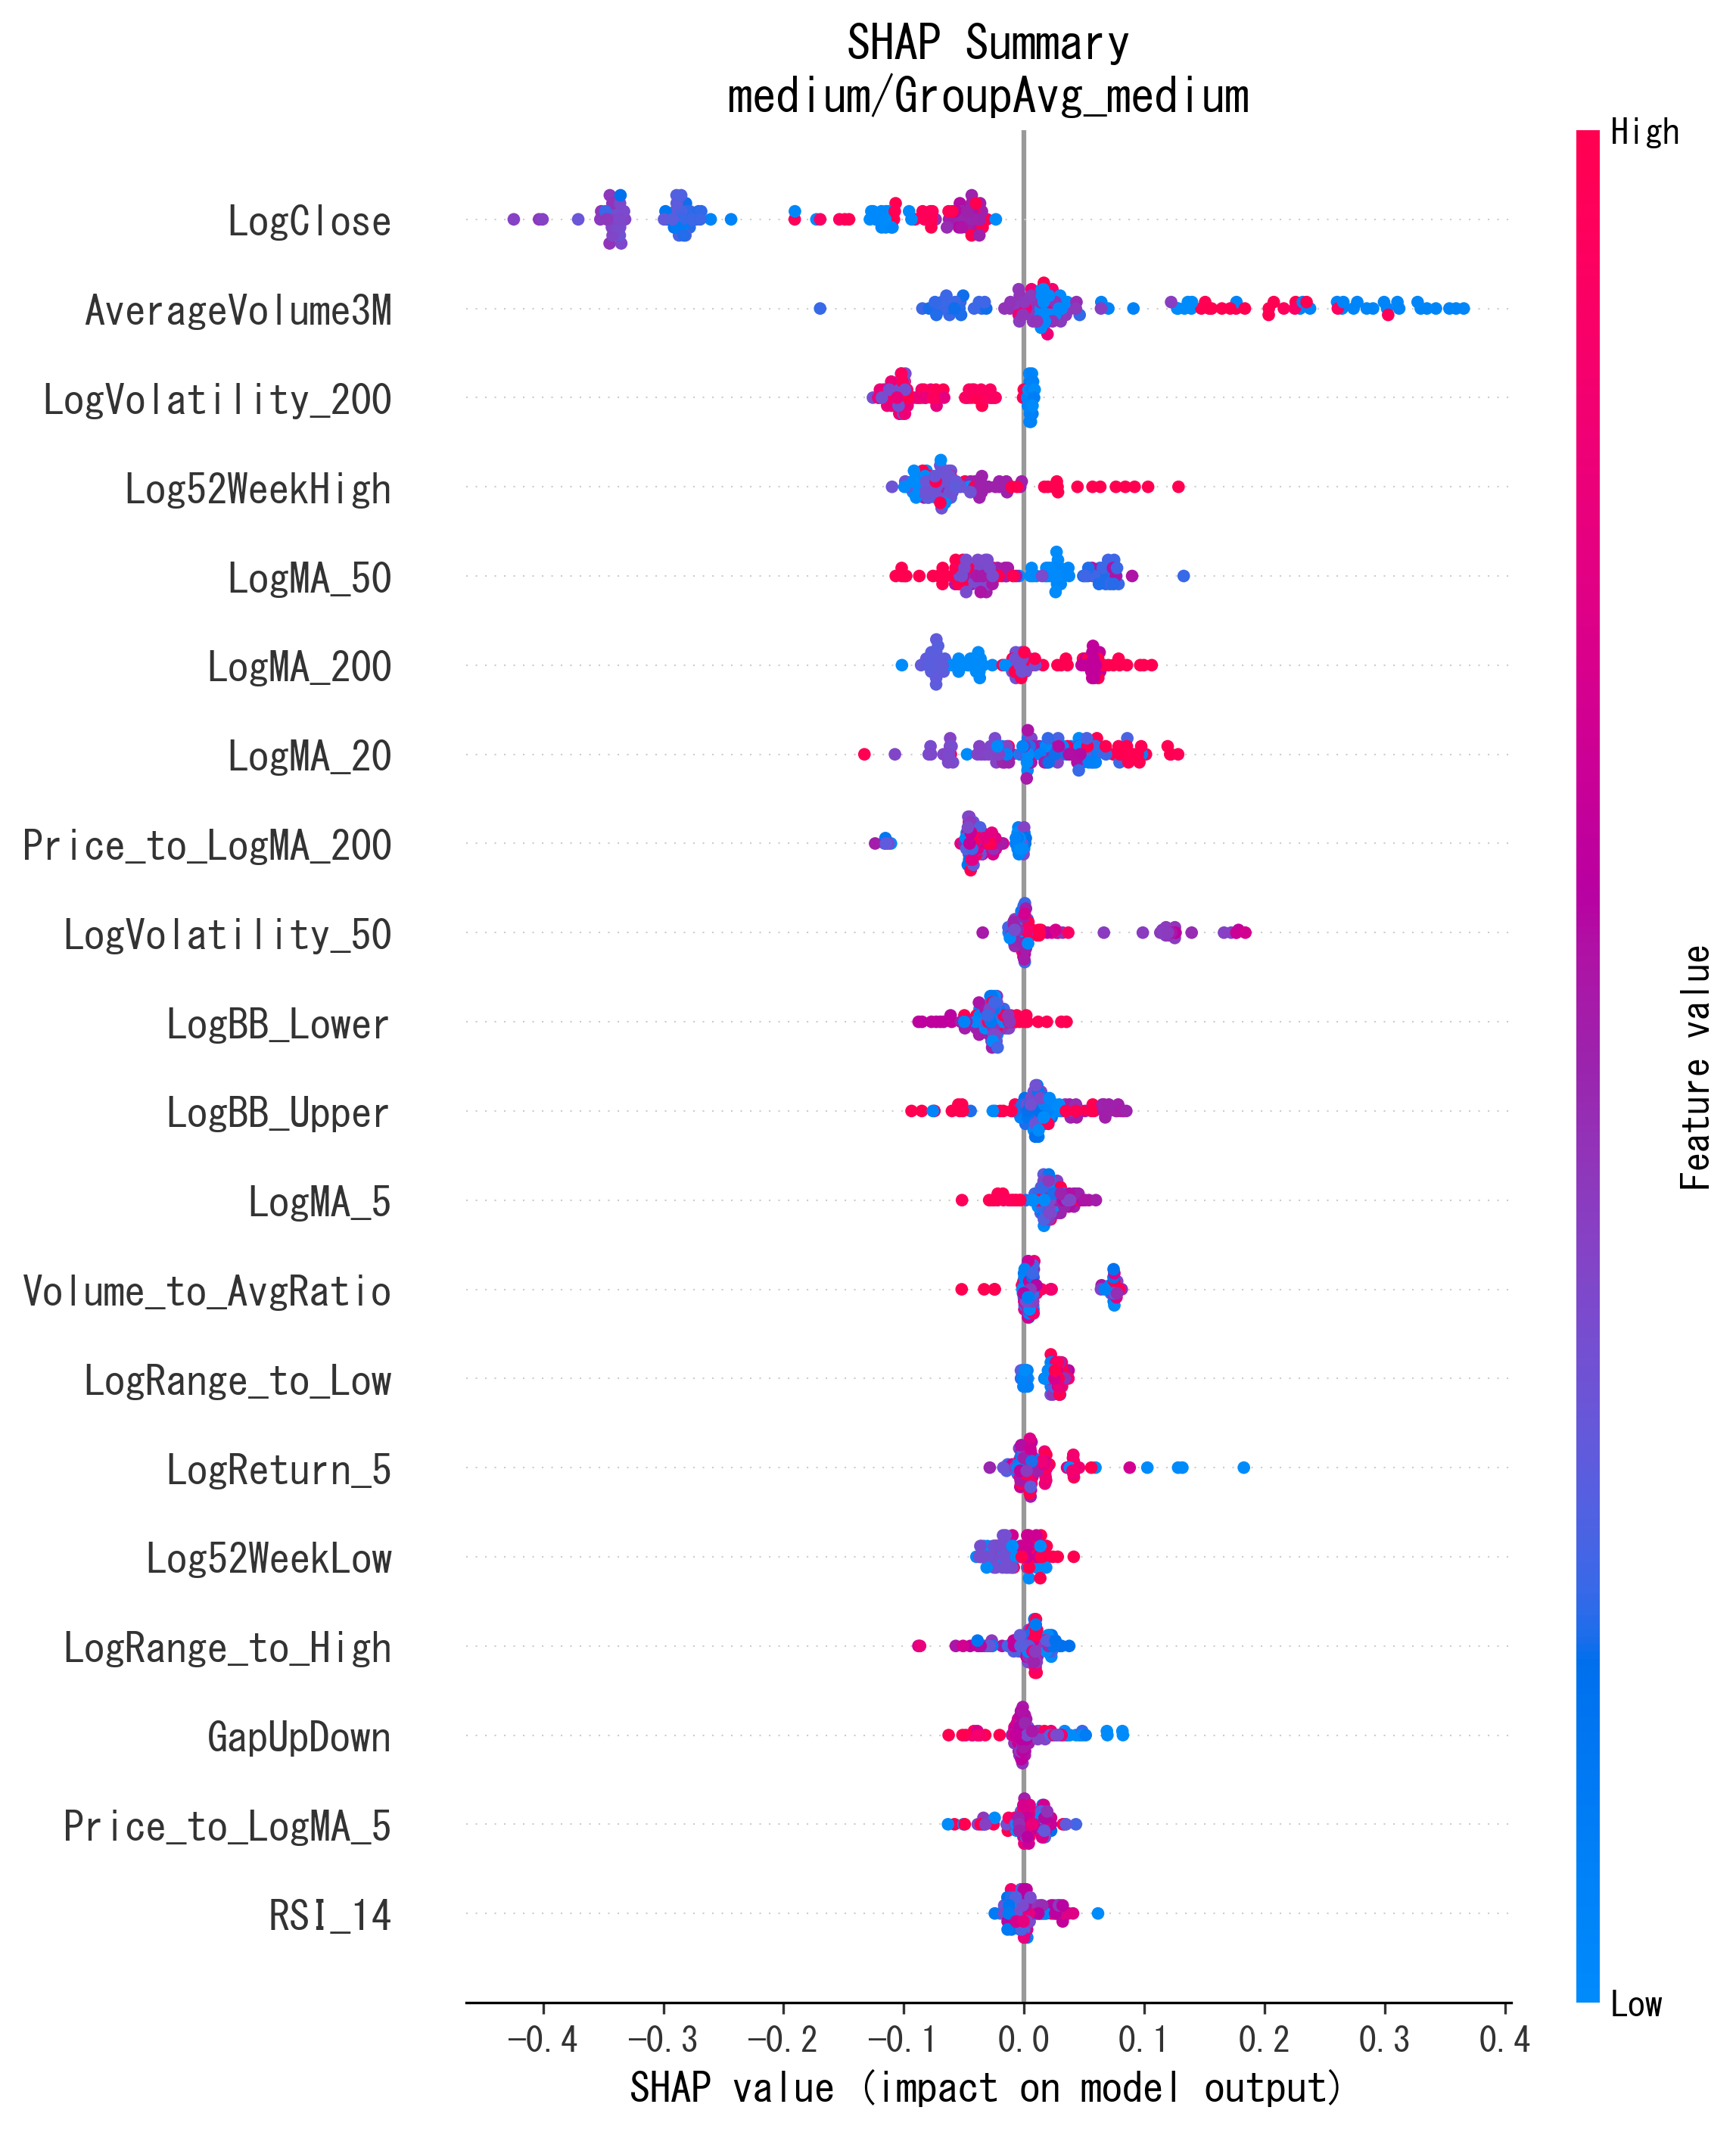 SHAP Summary
medium/GroupAvg_medium
High
LogClose
AverageVolume3M
LogVolatility_200
Log52WeekHigh
LogMA_50
LogMA_200
LogMA_20
Price_to_LogMA_200
LogVolatility_50
LogBB_Lower
LogBB_Upper
LogMA_5
Volume_to_AvgRatio
LogRange_to_Low
LogReturn_5
Log52WeekLow
LogRange_to_High
GapUpDown
Price_to_LogMA_5
RSI_14
Feature value
Low
−0.4 −0.3 −0.2 −0.1 0.0 0.1 0.2 0.3 0.4
SHAP value (impact on model output)